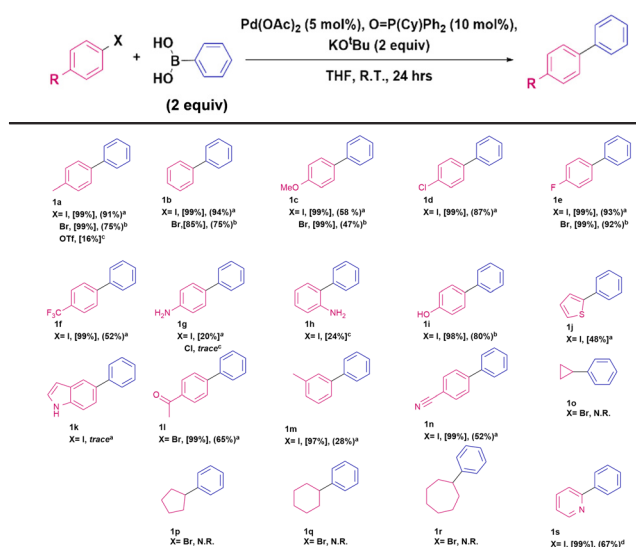 Pd(OAc)₂ (5 mol%), O=P(Cy)Ph₂ (10 mol%),
KOᵗBu (2 equiv)
THF, R.T., 24 hrs
X
R
+
HO
B
HO
(2 equiv)
R
1a
X= I, [99%], (91%)ᵃ
Br, [99%], (75%)ᵇ
OTf, [16%]ᶜ
1b
X= I, [99%], (94%)ᵃ
Br,[85%], (75%)ᵇ
MeO
1c
X= I, [99%], (58 %)ᵃ
Br, [99%], (47%)ᵇ
Cl
1d
X= I, [99%], (87%)ᵃ
F
1e
X= I, [99%], (93%)ᵃ
Br, [99%], (92%)ᵇ
F₃C
1f
X= I, [99%], (52%)ᵃ
H₂N
1g
X= I, [20%]ᵃ
Cl, traceᶜ
NH₂
1h
X= I, [24%]ᶜ
HO
1i
X= I, [98%], (80%)ᵇ
S
1j
X= I, [48%]ᵃ
N
H
1k
X= I, traceᵃ
O
1l
X= Br, [99%], (65%)ᵃ
1m
X= I, [97%], (28%)ᵃ
N
1n
X= I, [99%], (52%)ᵃ
1o
X= Br, N.R.
1p
X= Br, N.R.
1q
X= Br, N.R.
1r
X= Br, N.R.
N
1s
X= I, [99%], (67%)ᵈ